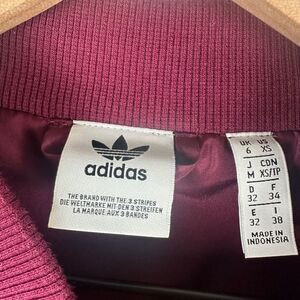 adidas
THE BRAND WITH THE 3 STRIPES
DIE WELTMARKE MIT DEN 3 STREIFEN
LA MARQUE AUX 3 BANDES
UK US
6 XS
J CDN
M XS/TP
D F
32 34
E I
32 38
MADE IN
INDONESIA